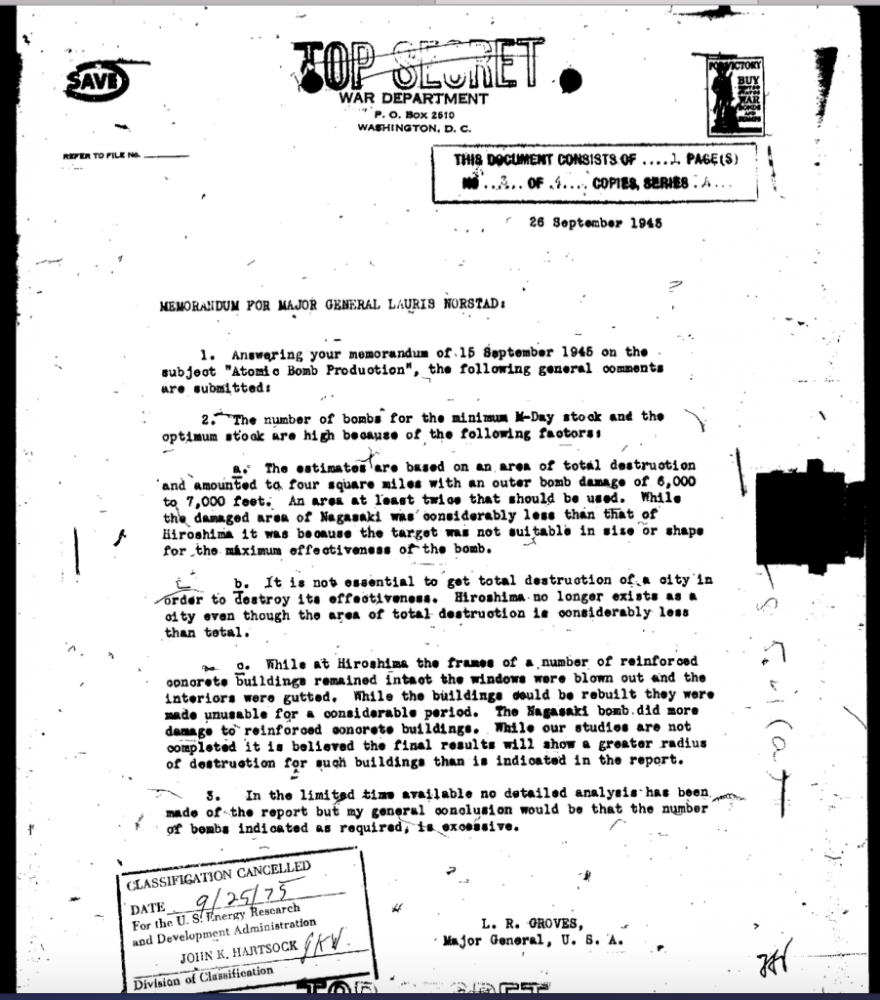 SAVE
TOP SECRET
WAR DEPARTMENT
P. O. Box 2610
WASHINGTON, D. C.
FOR VICTORY
BUY
UNITED
STATES
WAR
BONDS
AND
STAMPS
REFER TO FILE No.
THIS DOCUMENT CONSISTS OF ....1 PAGE(S)
NO ...2.. OF .4.... COPIES, SERIES .A...
26 September 1945
MEMORANDUM FOR MAJOR GENERAL LAURIS NORSTAD:
1. Answering your memorandum of 15 September 1945 on the
subject "Atomic Bomb Production", the following general comments
are submitted:
2. The number of bombs for the minimum M-Day stock and the
optimum stock are high because of the following factors:
a. The estimates are based on an area of total destruction
and amounted to four square miles with an outer bomb damage of 6,000
to 7,000 feet. An area at least twice that should be used. While
the damaged area of Nagasaki was considerably less than that of
Hiroshima it was because the target was not suitable in size or shape
for the maximum effectiveness of the bomb.
b. It is not essential to get total destruction of a city in
order to destroy its effectiveness. Hiroshima no longer exists as a
city even though the area of total destruction is considerably less
than total.
c. While at Hiroshima the frames of a number of reinforced
concrete buildings remained intact the windows were blown out and the
interiors were gutted. While the buildings could be rebuilt they were
made unusable for a considerable period. The Nagasaki bomb did more
damage to reinforced concrete buildings. While our studies are not
completed it is believed the final results will show a greater radius
of destruction for such buildings than is indicated in the report.
3. In the limited time available no detailed analysis has been
made of the report but my general conclusion would be that the number
of bombs indicated as required, is excessive.
CLASSIFICATION CANCELLED
DATE 9/25/75
For the U. S. Energy Research
and Development Administration
JOHN K. HARTSOCK JKH
Division of Classification
L. R. GROVES,
Major General, U. S. A.
TOP SECRET